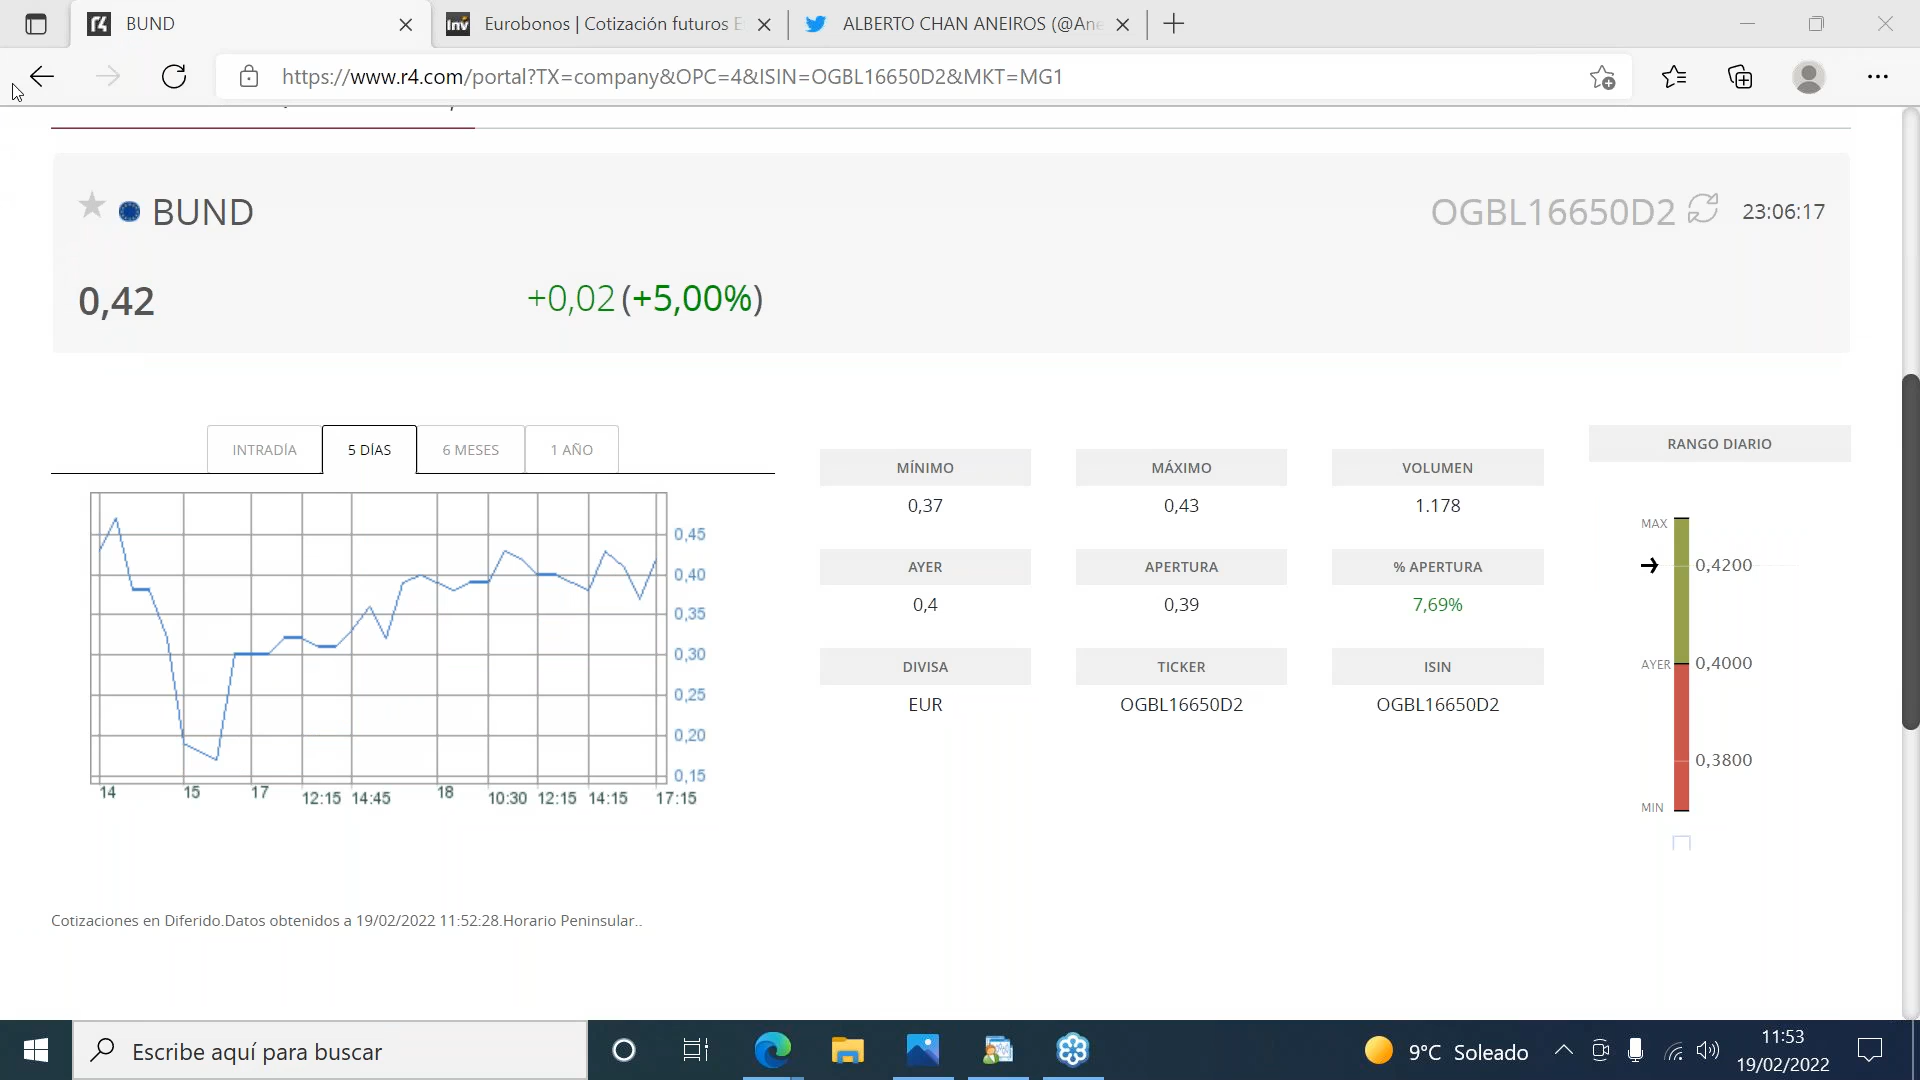 BUND
Eurobonos | Cotización futuros E
ALBERTO CHAN ANEIROS (@Ane
https://www.r4.com/portal?TX=company&OPC=4&ISIN=OGBL16650D2&MKT=MG1
BUND
OGBL16650D2
23:06:17
0,42
+0,02 (+5,00%)
INTRADÍA
5 DÍAS
6 MESES
1 AÑO
0,45
0,40
0,35
0,30
0,25
0,20
0,15
14
15
17
12:15
14:45
18
10:30
12:15
14:15
17:15
MÍNIMO
MÁXIMO
VOLUMEN
0,37
0,43
1.178
AYER
APERTURA
% APERTURA
0,4
0,39
7,69%
DIVISA
TICKER
ISIN
EUR
OGBL16650D2
OGBL16650D2
RANGO DIARIO
MAX
0,4200
AYER
0,4000
0,3800
MIN
Cotizaciones en Diferido.Datos obtenidos a 19/02/2022 11:52:28.Horario Peninsular..
Escribe aquí para buscar
9°C Soleado
11:53
19/02/2022